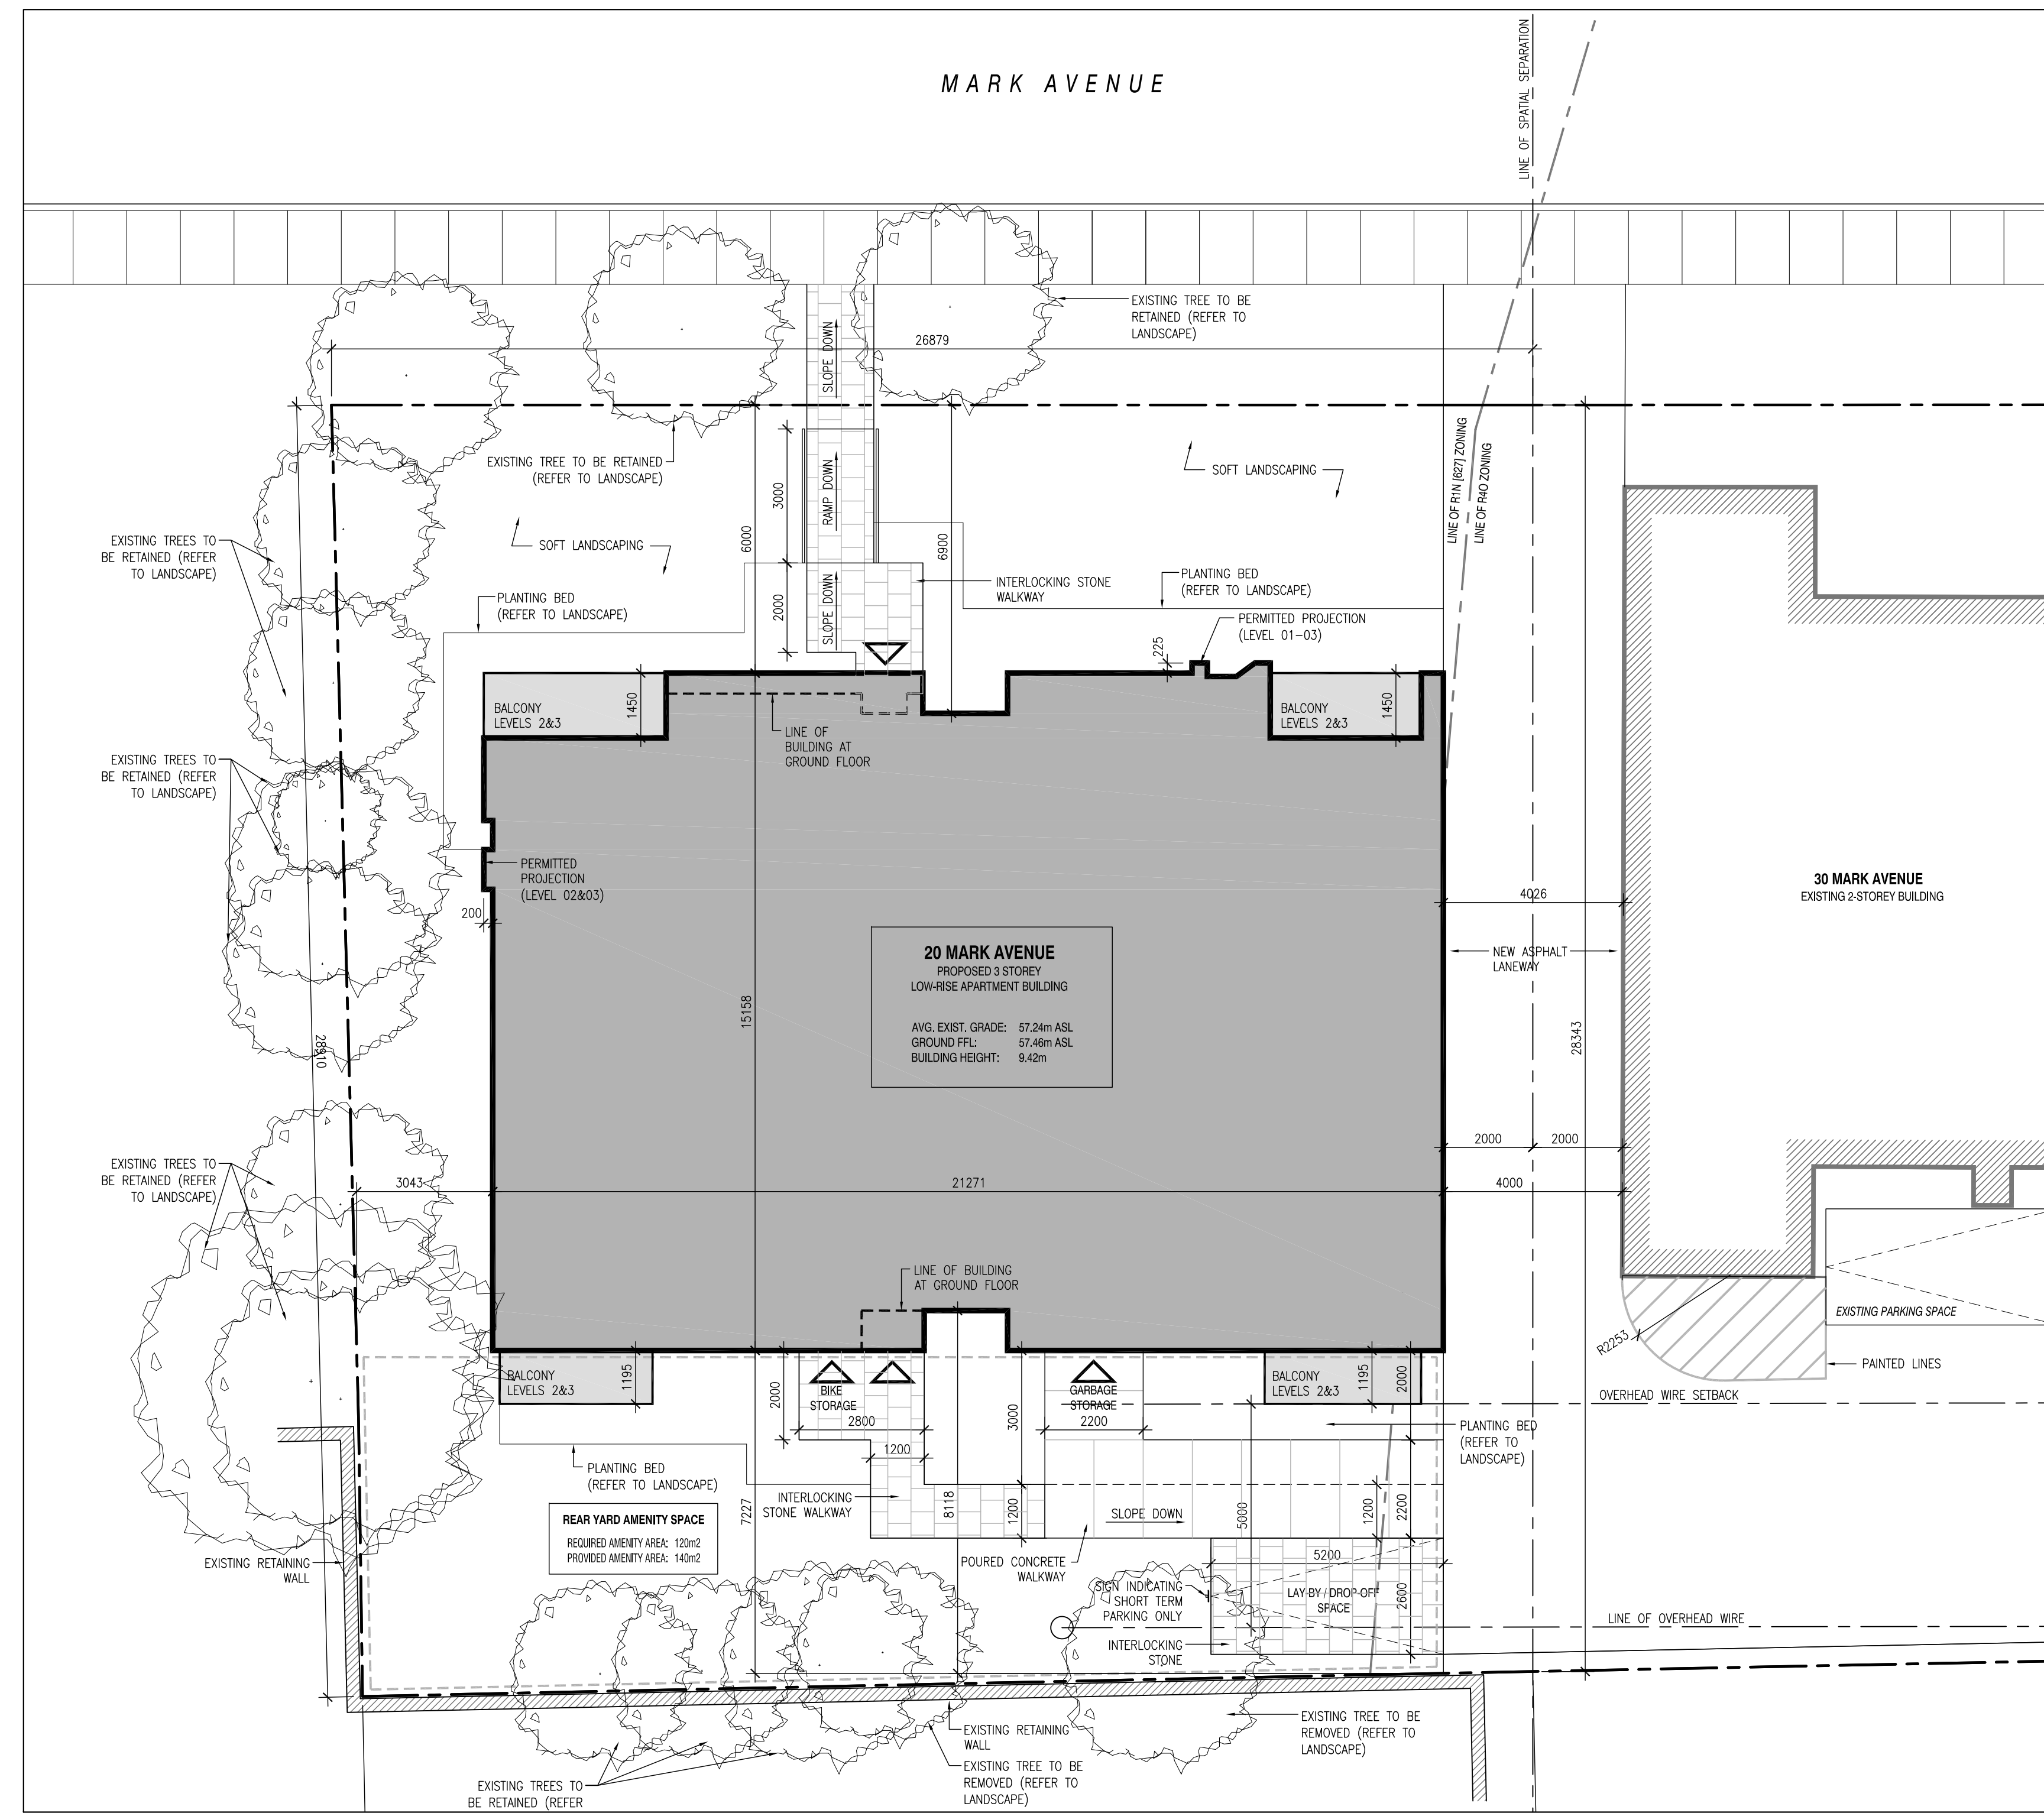 MARK AVENUE
LINE OF SPATIAL SEPARATION
EXISTING TREE TO BE
RETAINED (REFER TO
LANDSCAPE)
SLOPE DOWN
26879
EXISTING TREE TO BE RETAINED
(REFER TO LANDSCAPE)
RAMP DOWN
3000
6000
6900
SOFT LANDSCAPING
LINE OF R1N [627] ZONING
LINE OF R4O ZONING
EXISTING TREES TO
BE RETAINED (REFER
TO LANDSCAPE)
SOFT LANDSCAPING
INTERLOCKING STONE
WALKWAY
PLANTING BED
(REFER TO LANDSCAPE)
PLANTING BED
(REFER TO LANDSCAPE)
2000
SLOPE DOWN
PERMITTED PROJECTION
(LEVEL 01-03)
225
BALCONY
LEVELS 2&3
1450
BALCONY
LEVELS 2&3
1450
LINE OF
BUILDING AT
GROUND FLOOR
EXISTING TREES TO
BE RETAINED (REFER
TO LANDSCAPE)
PERMITTED
PROJECTION
(LEVEL 02&03)
200
30 MARK AVENUE
EXISTING 2-STOREY BUILDING
4026
20 MARK AVENUE
PROPOSED 3 STOREY
LOW-RISE APARTMENT BUILDING
AVG. EXIST. GRADE: 57.24m ASL
GROUND FFL: 57.46m ASL
BUILDING HEIGHT: 9.42m
NEW ASPHALT
LANEWAY
15158
28910
28343
2000
2000
EXISTING TREES TO
BE RETAINED (REFER
TO LANDSCAPE)
3043
21271
4000
LINE OF BUILDING
AT GROUND FLOOR
EXISTING PARKING SPACE
R2253
PAINTED LINES
BALCONY
LEVELS 2&3
1195
2000
BIKE
STORAGE
2800
1200
3000
GARBAGE
STORAGE
2200
BALCONY
LEVELS 2&3
1195
2000
OVERHEAD WIRE SETBACK
PLANTING BED
(REFER TO
LANDSCAPE)
PLANTING BED
(REFER TO LANDSCAPE)
INTERLOCKING
STONE WALKWAY
7227
8118
1200
SLOPE DOWN
5000
1200
2200
REAR YARD AMENITY SPACE
REQUIRED AMENITY AREA: 120m2
PROVIDED AMENITY AREA: 140m2
EXISTING RETAINING
WALL
POURED CONCRETE
WALKWAY
5200
SIGN INDICATING
SHORT TERM
PARKING ONLY
LAY-BY / DROP-OFF
SPACE
2600
LINE OF OVERHEAD WIRE
INTERLOCKING
STONE
EXISTING RETAINING
WALL
EXISTING TREE TO BE
REMOVED (REFER TO
LANDSCAPE)
EXISTING TREE TO BE
REMOVED (REFER TO
LANDSCAPE)
EXISTING TREES TO
BE RETAINED (REFER